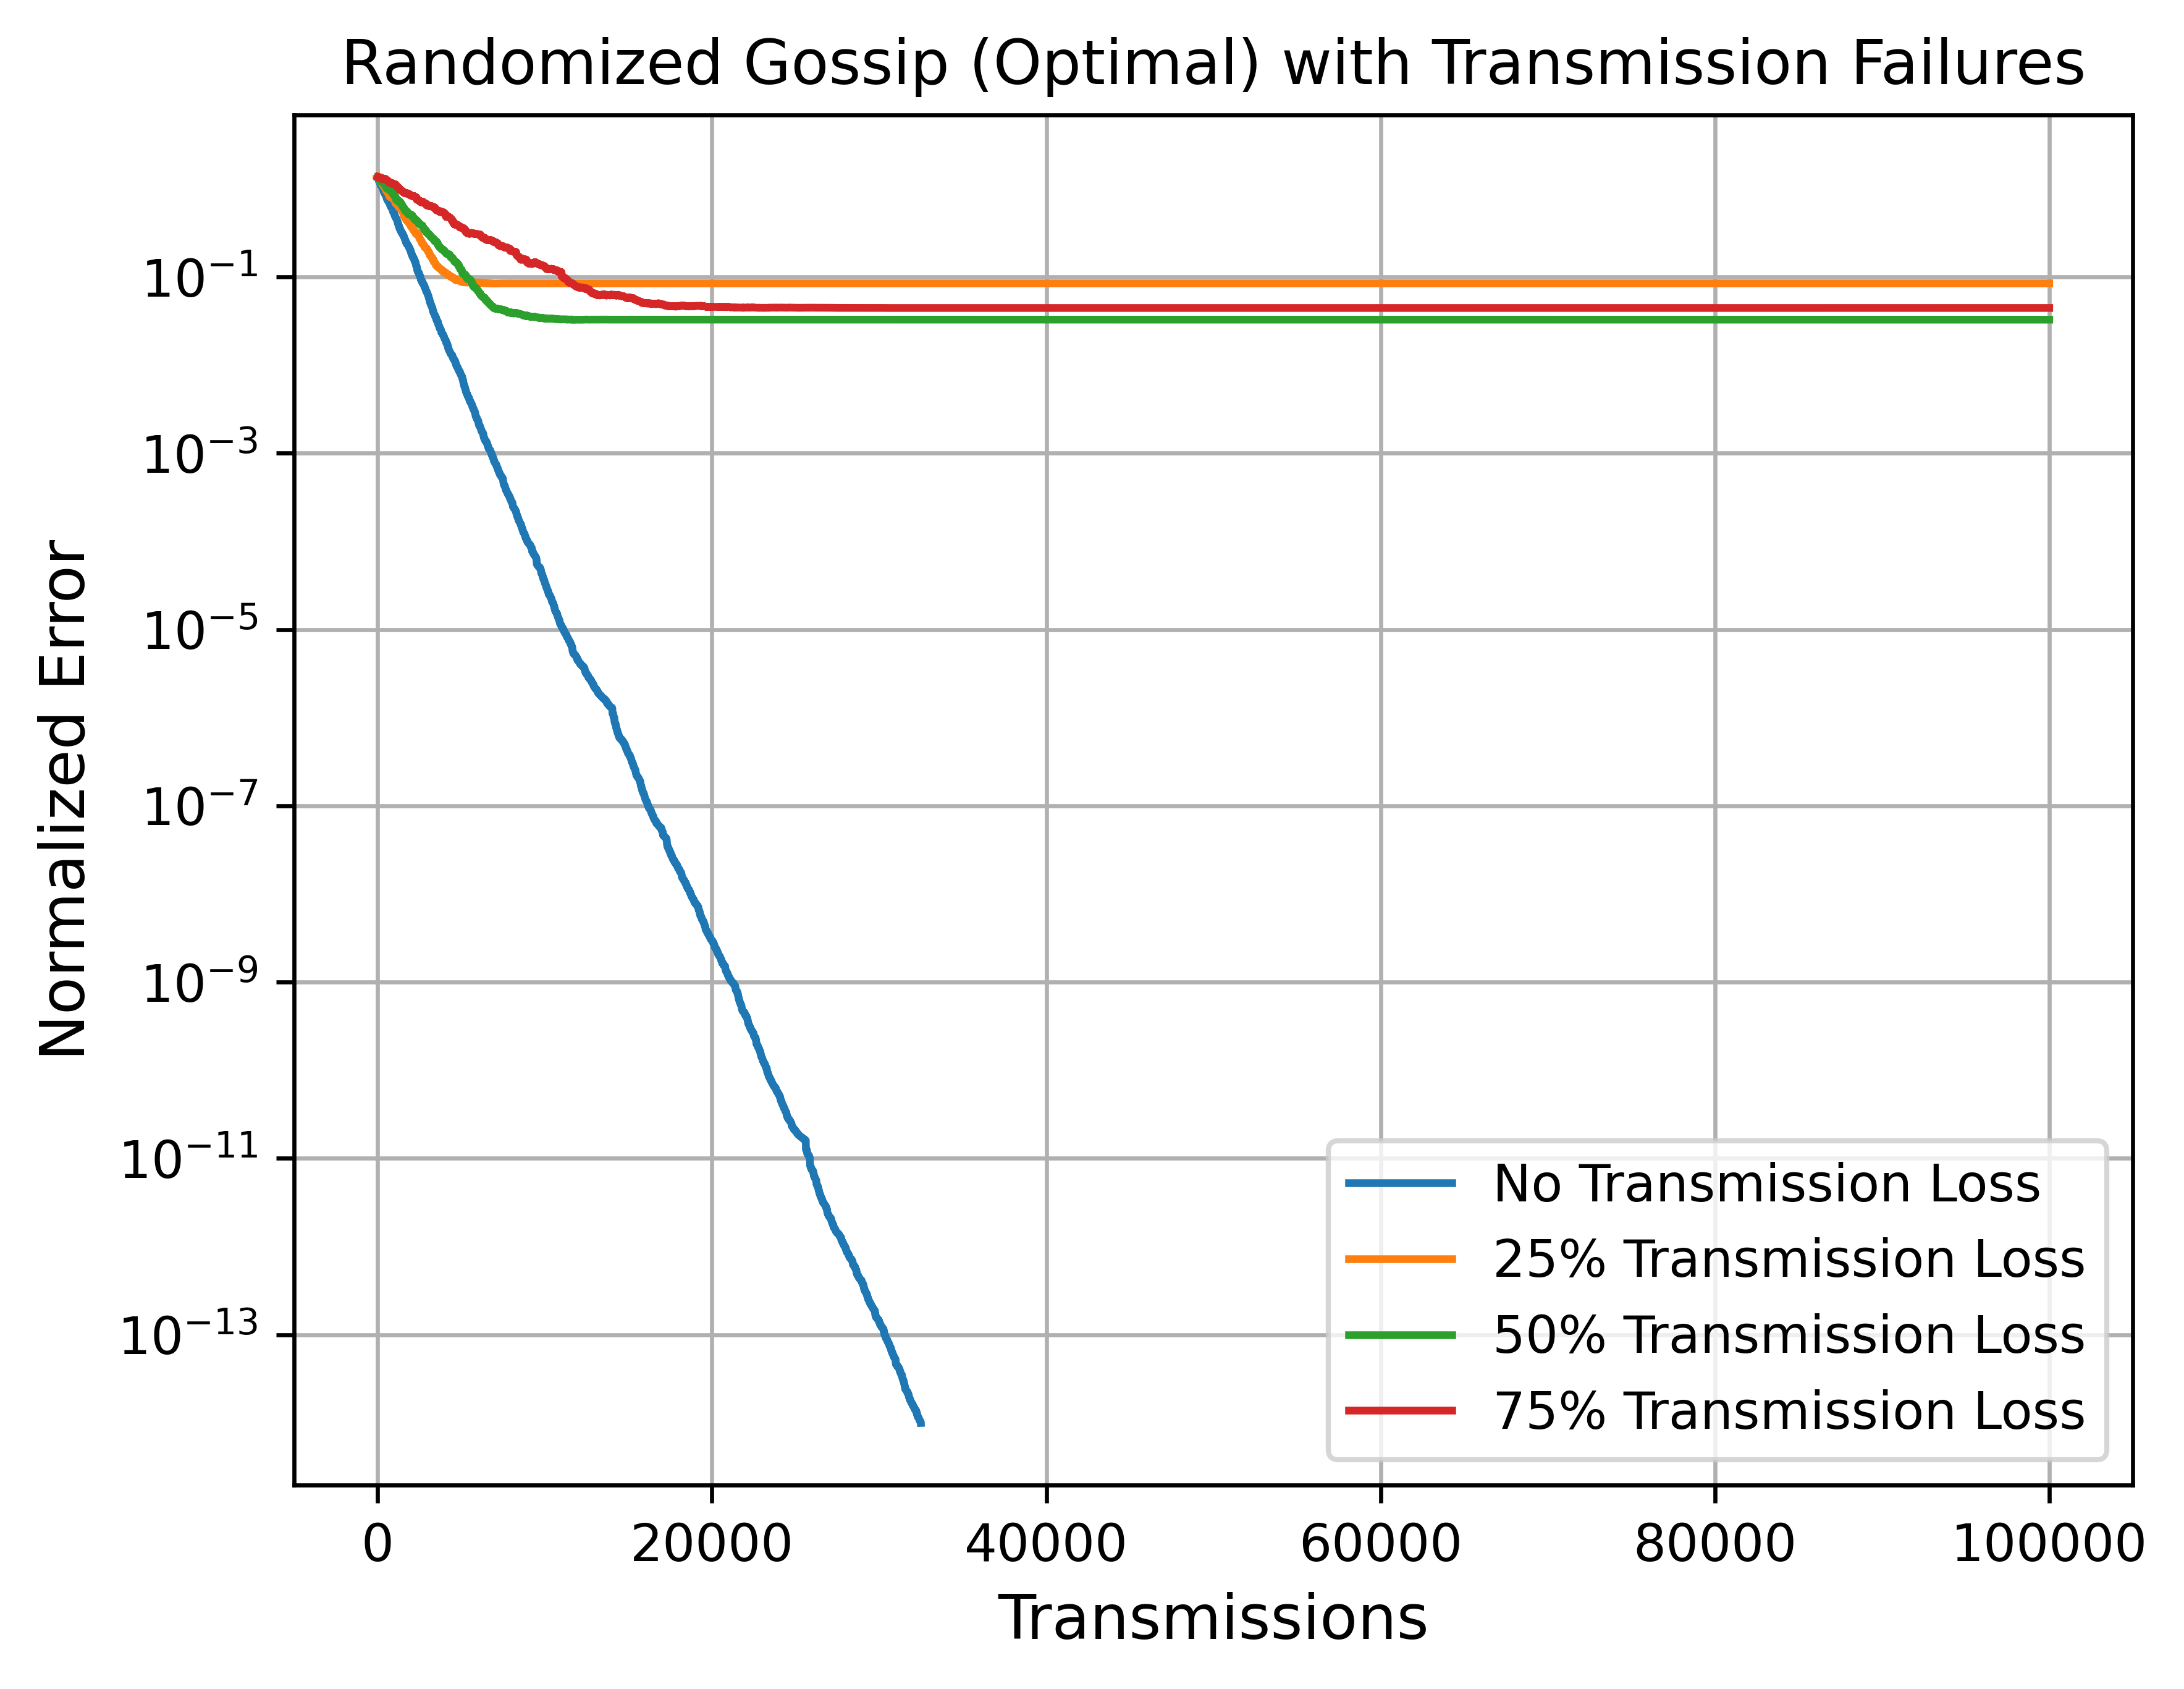 Randomized Gossip (Optimal) with Transmission Failures
Normalized Error
10⁻¹
10⁻³
10⁻⁵
10⁻⁷
10⁻⁹
10⁻¹¹
10⁻¹³
No Transmission Loss
25% Transmission Loss
50% Transmission Loss
75% Transmission Loss
0 20000 40000 60000 80000 100000
Transmissions